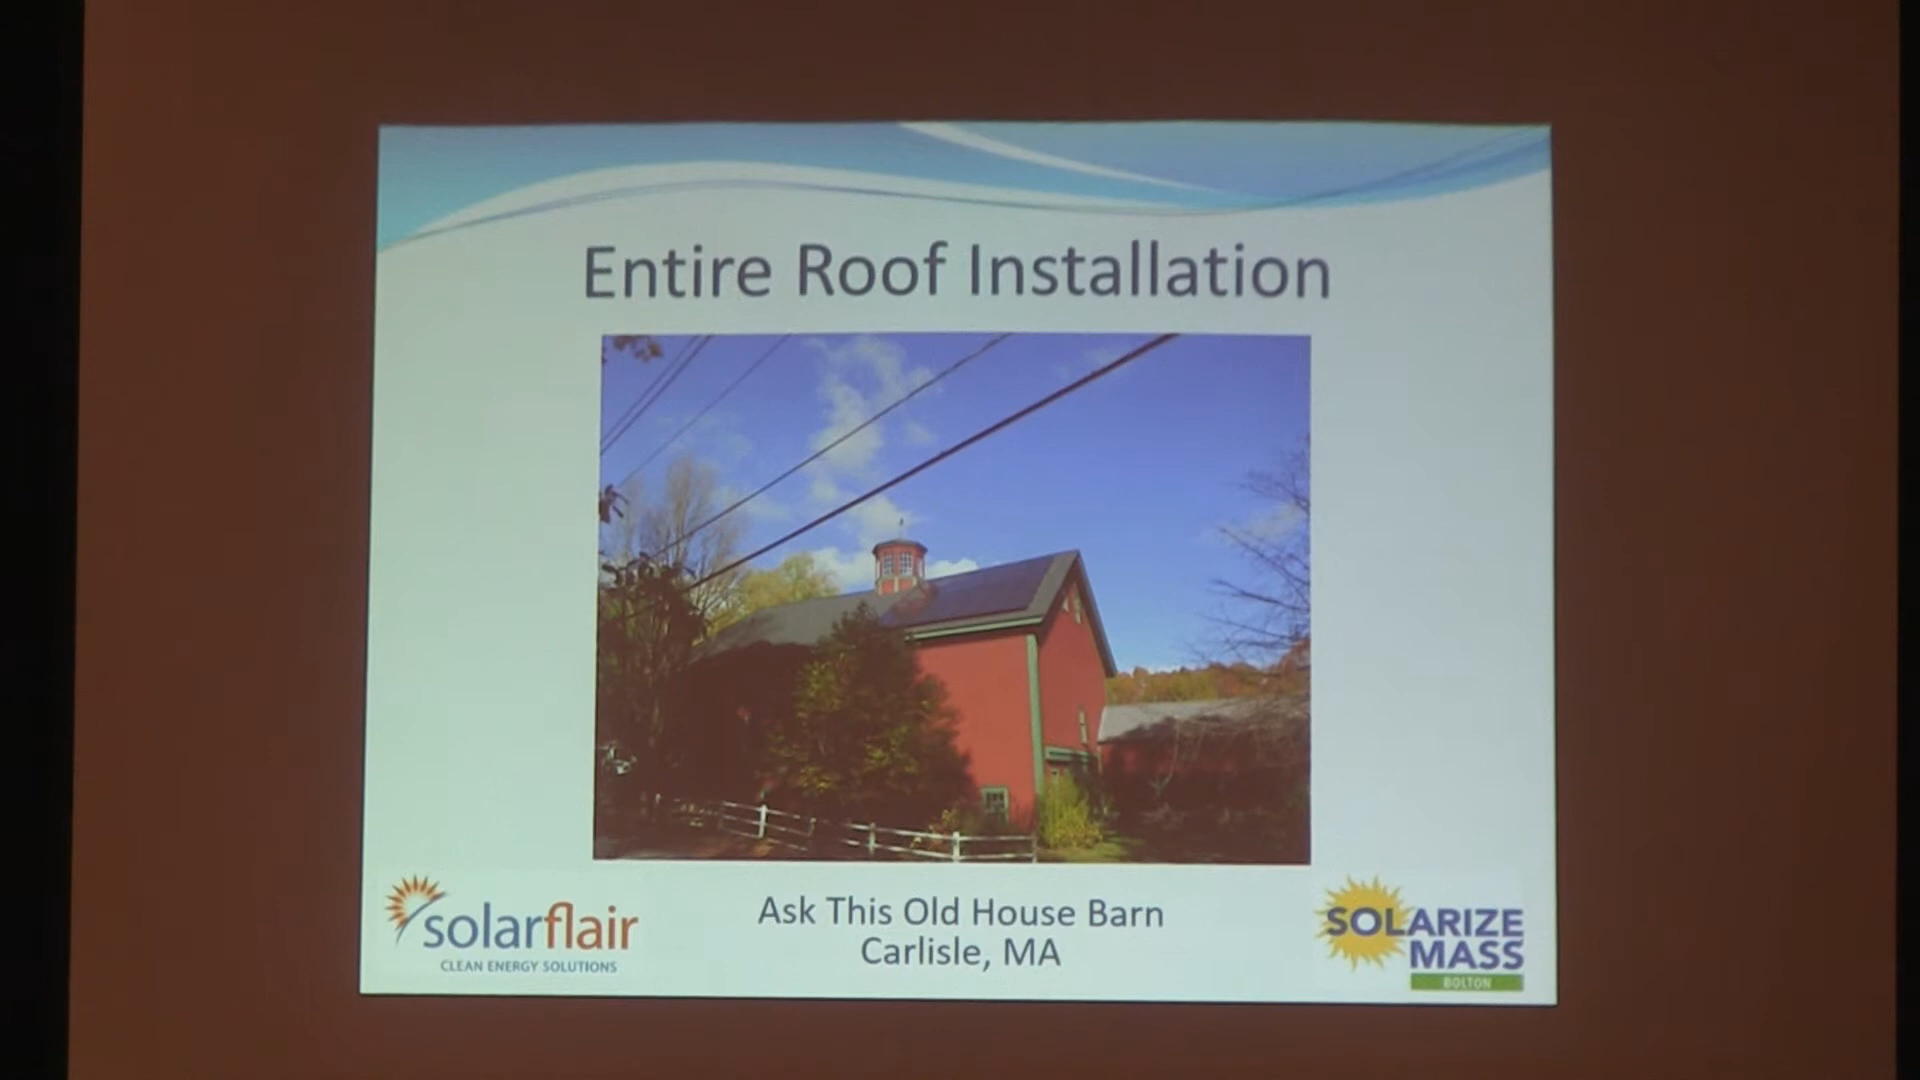 Entire Roof Installation
Ask This Old House Barn
Carlisle, MA
solarflair
CLEAN ENERGY SOLUTIONS
SOLARIZE
MASS
BOLTON